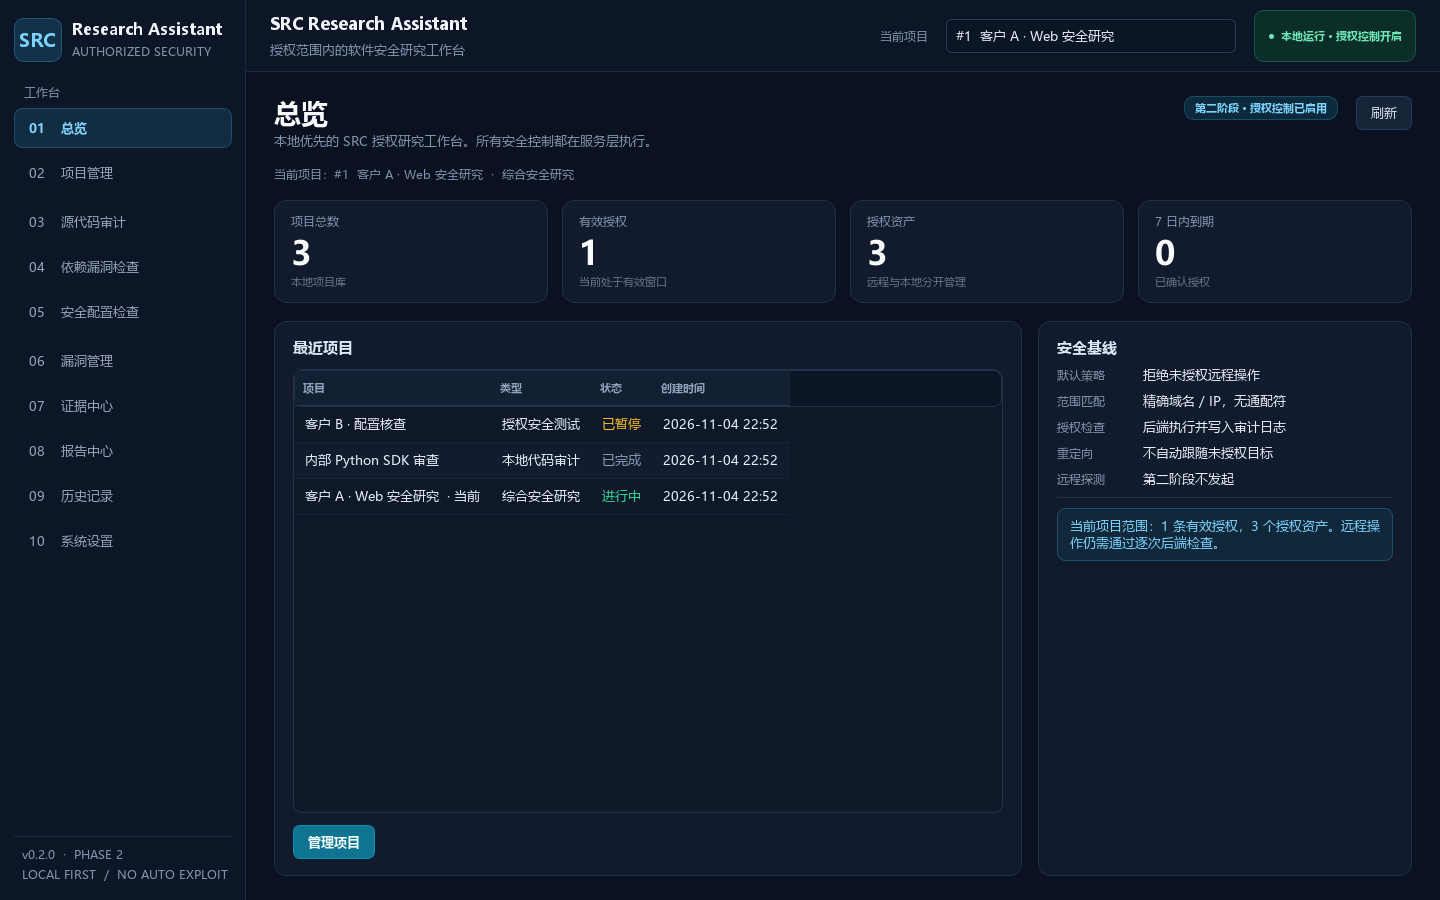 SRC
Research Assistant
AUTHORIZED SECURITY
工作台
01 总览
02 项目管理
03 源代码审计
04 依赖漏洞检查
05 安全配置检查
06 漏洞管理
07 证据中心
08 报告中心
09 历史记录
10 系统设置
v0.2.0 · PHASE 2
LOCAL FIRST / NO AUTO EXPLOIT
SRC Research Assistant
授权范围内的软件安全研究工作台
当前项目
#1 客户 A · Web 安全研究
• 本地运行 · 授权控制开启
总览
本地优先的 SRC 授权研究工作台。所有安全控制都在服务层执行。
第二阶段 · 授权控制已启用
刷新
当前项目：#1 客户 A · Web 安全研究 · 综合安全研究
项目总数
3
本地项目库
有效授权
1
当前处于有效窗口
授权资产
3
远程与本地分开管理
7 日内到期
0
已确认授权
最近项目
项目 类型 状态 创建时间
客户 B · 配置核查 授权安全测试 已暂停 2026-11-04 22:52
内部 Python SDK 审查 本地代码审计 已完成 2026-11-04 22:52
客户 A · Web 安全研究 · 当前 综合安全研究 进行中 2026-11-04 22:52
管理项目
安全基线
默认策略 拒绝未授权远程操作
范围匹配 精确域名 / IP，无通配符
授权检查 后端执行并写入审计日志
重定向 不自动跟随未授权目标
远程探测 第二阶段不发起
当前项目范围：1 条有效授权，3 个授权资产。远程操
作仍需通过逐次后端检查。